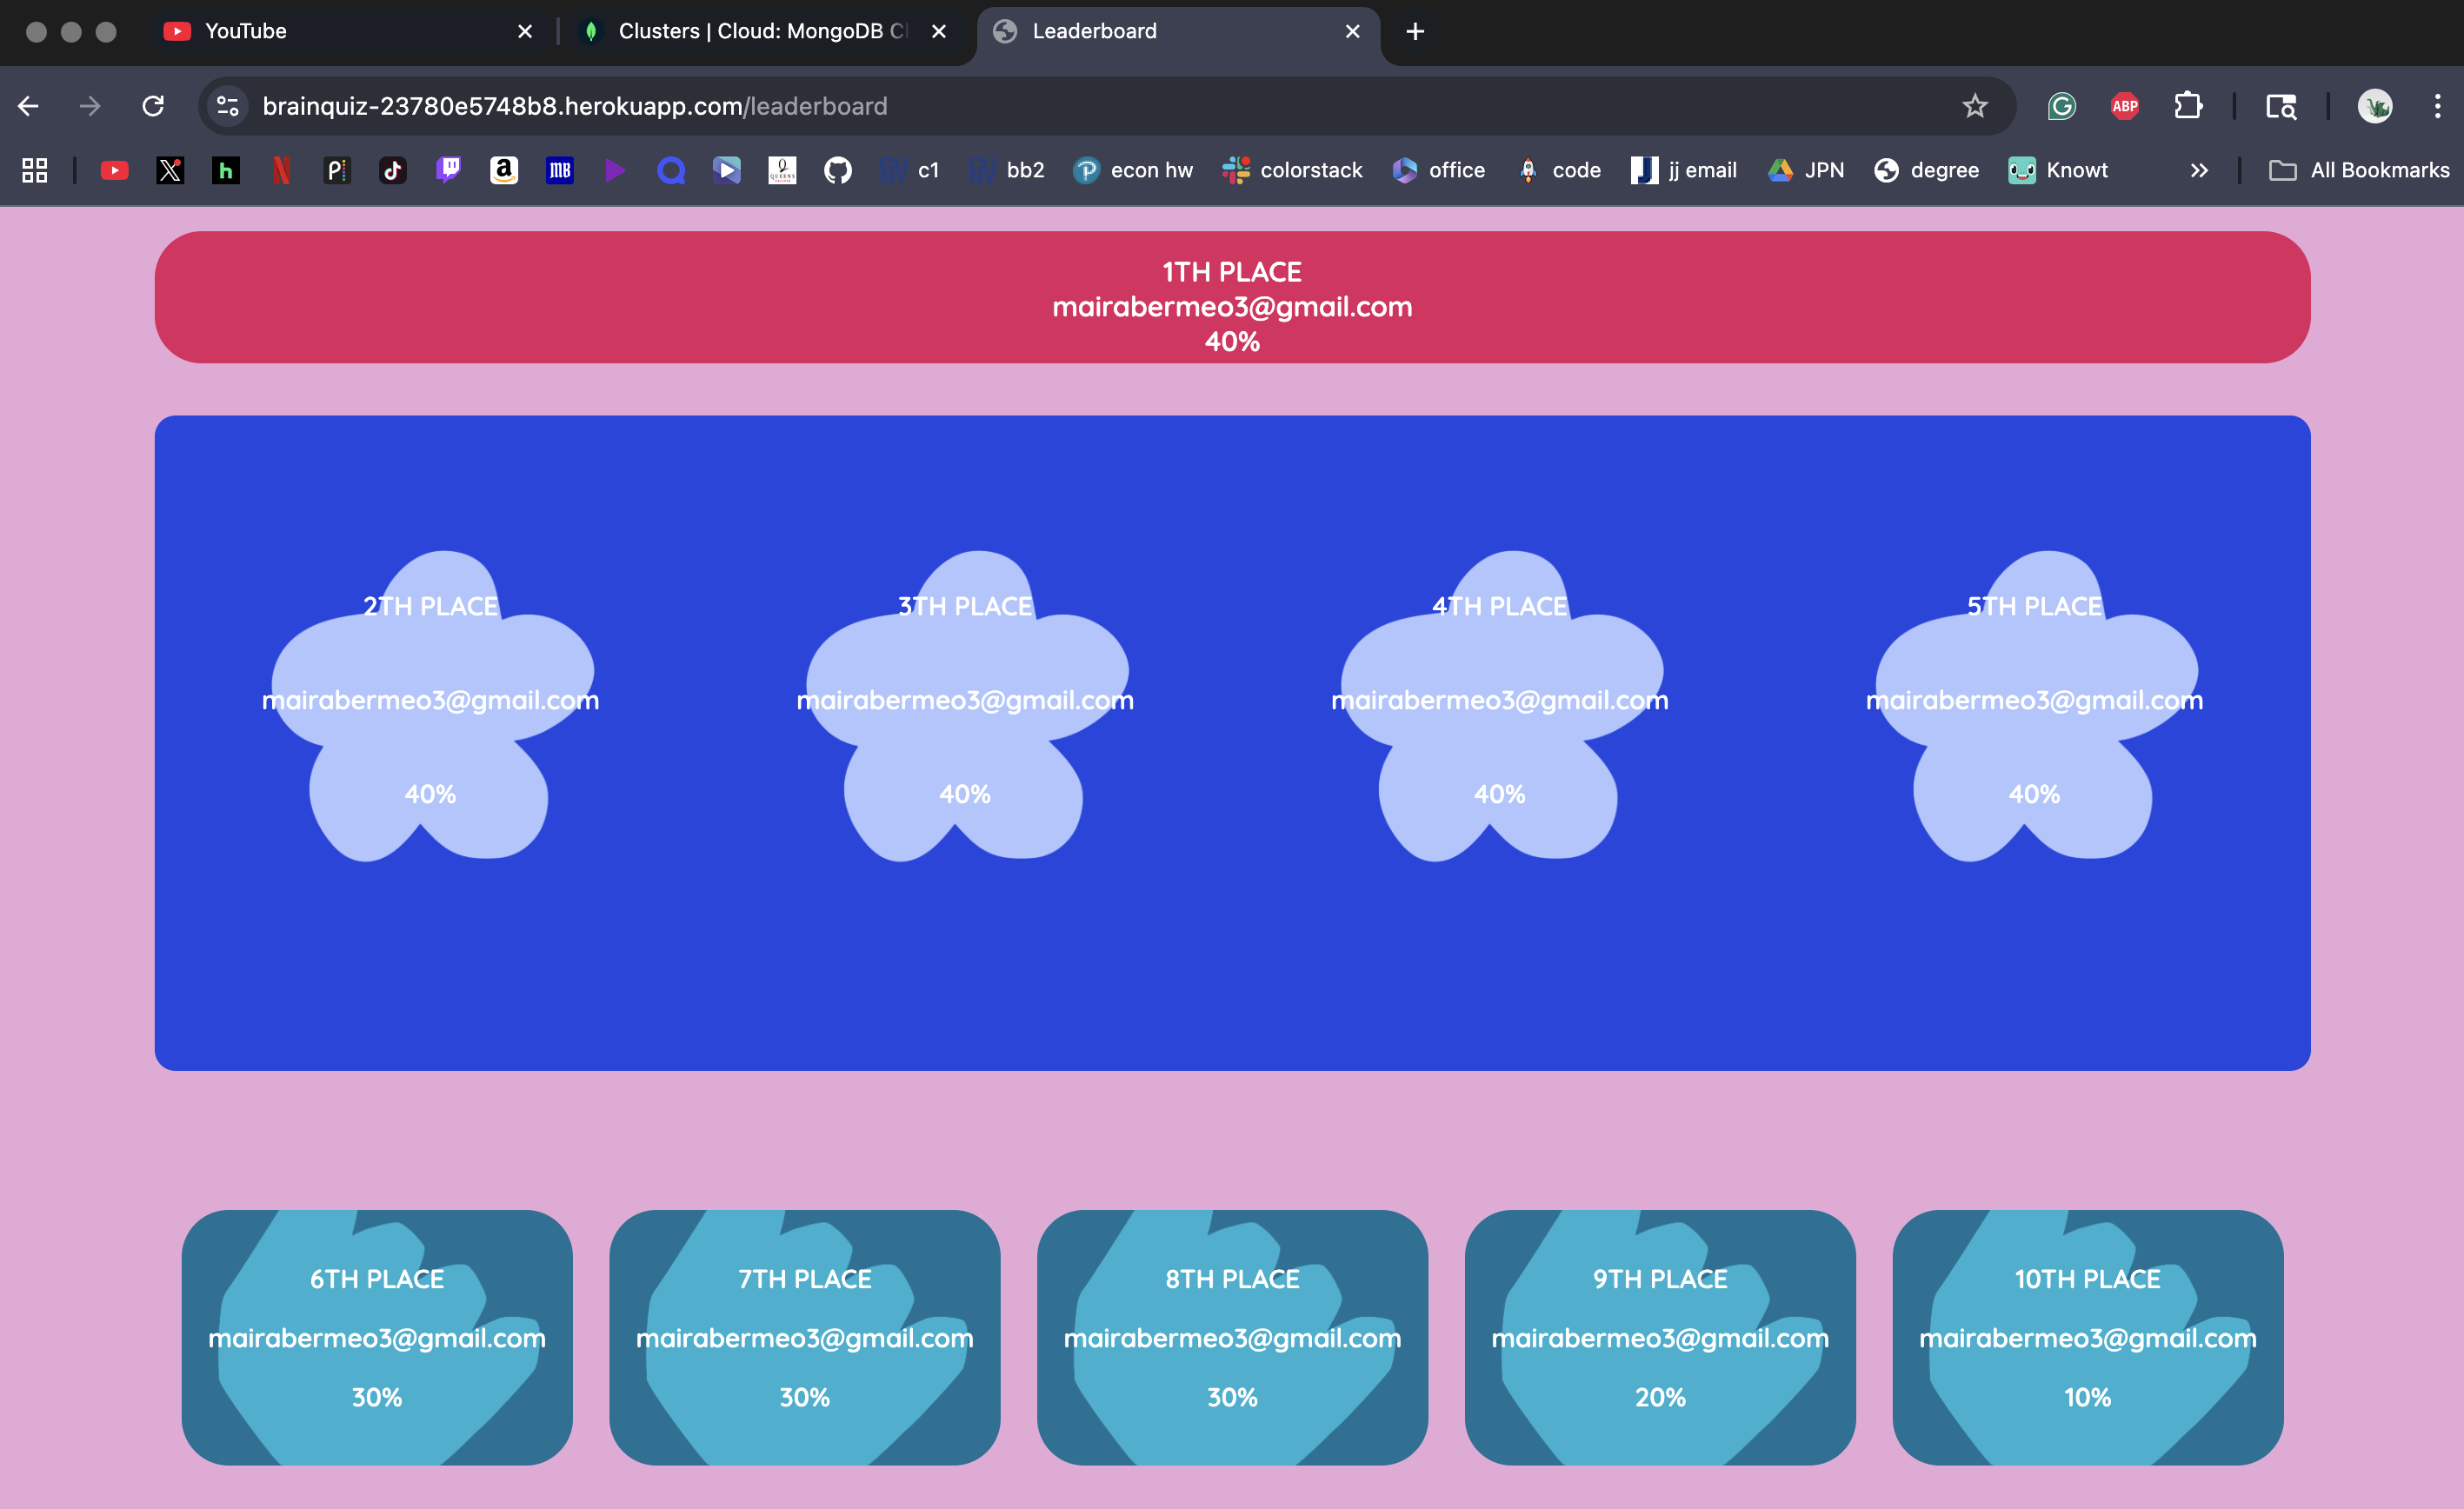 YouTube
Clusters | Cloud: MongoDB C
Leaderboard
brainquiz-23780e5748b8.herokuapp.com/leaderboard
ABP
c1
bb2
econ hw
colorstack
office
code
jj email
JPN
degree
Knowt
All Bookmarks
1TH PLACE
mairabermeo3@gmail.com
40%
2TH PLACE
mairabermeo3@gmail.com
40%
3TH PLACE
mairabermeo3@gmail.com
40%
4TH PLACE
mairabermeo3@gmail.com
40%
5TH PLACE
mairabermeo3@gmail.com
40%
6TH PLACE
mairabermeo3@gmail.com
30%
7TH PLACE
mairabermeo3@gmail.com
30%
8TH PLACE
mairabermeo3@gmail.com
30%
9TH PLACE
mairabermeo3@gmail.com
20%
10TH PLACE
mairabermeo3@gmail.com
10%